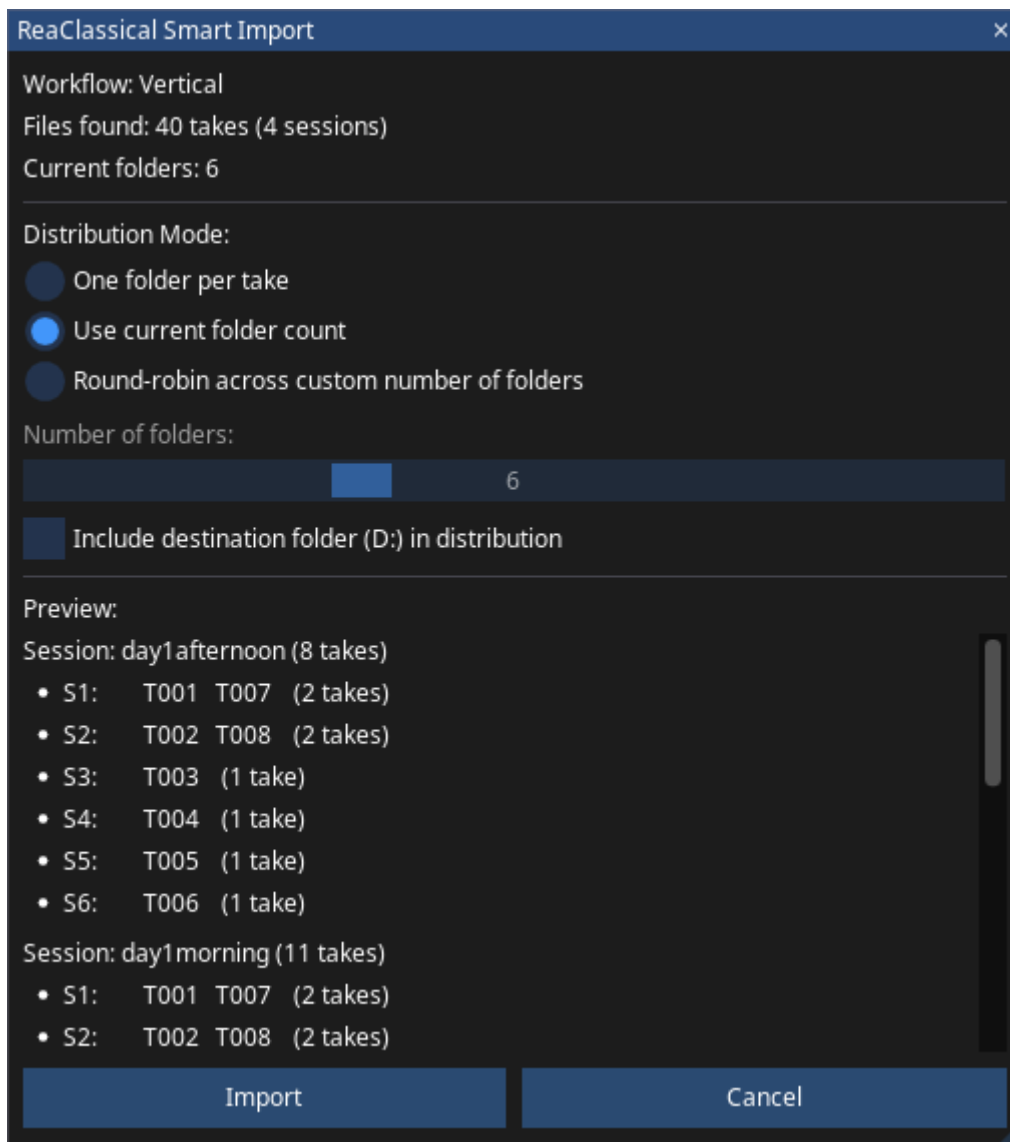 ReaClassical Smart Import ×
Workflow: Vertical
Files found: 40 takes (4 sessions)
Current folders: 6
Distribution Mode:
One folder per take
Use current folder count
Round-robin across custom number of folders
Number of folders:
6
Include destination folder (D:) in distribution
Preview:
Session: day1afternoon (8 takes)
• S1: T001 T007 (2 takes)
• S2: T002 T008 (2 takes)
• S3: T003 (1 take)
• S4: T004 (1 take)
• S5: T005 (1 take)
• S6: T006 (1 take)
Session: day1morning (11 takes)
• S1: T001 T007 (2 takes)
• S2: T002 T008 (2 takes)
Import Cancel